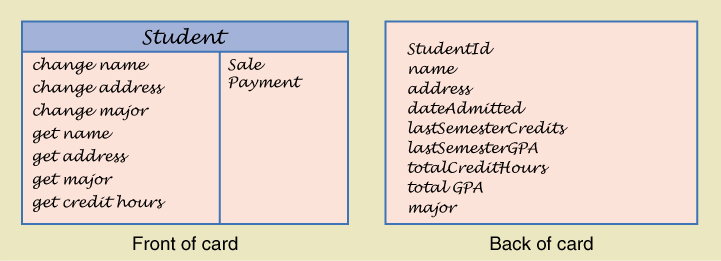 Student
change name
change address
change major
get name
get address
get major
get credit hours
Sale
Payment
Front of card
StudentId
name
address
dateAdmitted
lastSemesterCredits
lastSemesterGPA
totalCreditHours
total GPA
major
Back of card